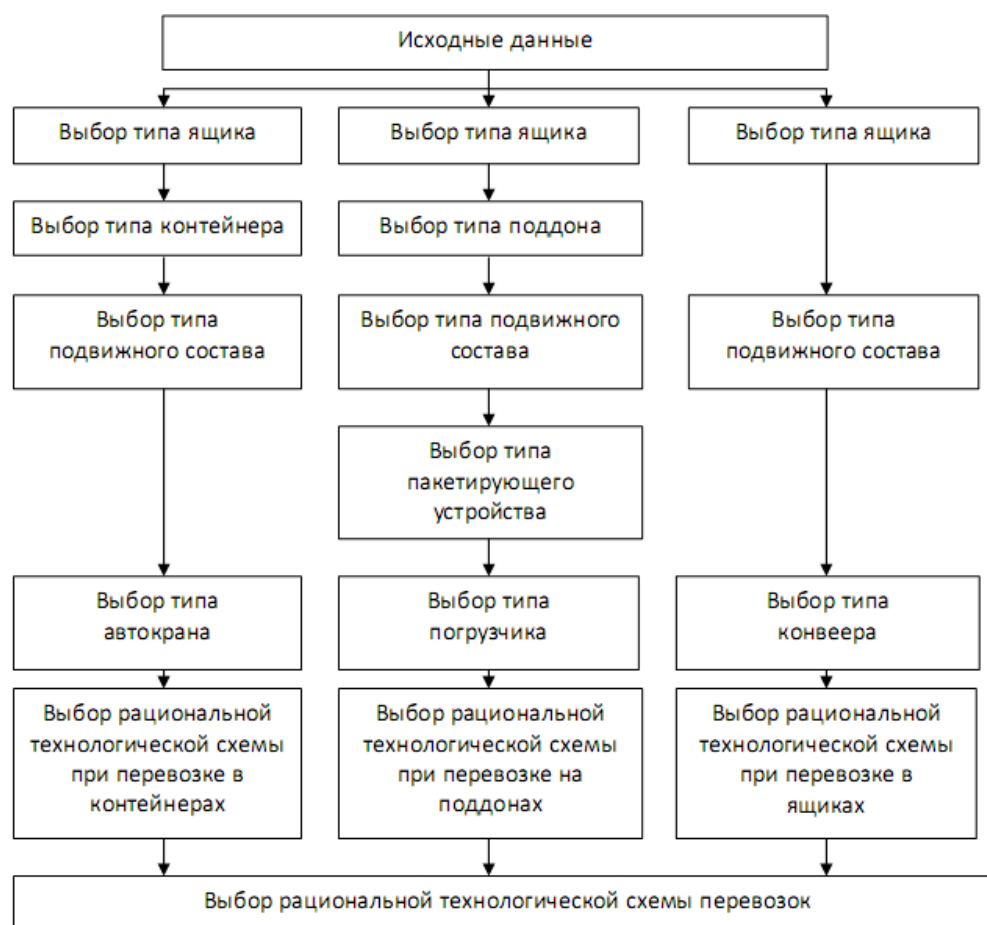 Исходные данные
Выбор типа ящика
Выбор типа ящика
Выбор типа ящика
Выбор типа контейнера
Выбор типа поддона
Выбор типа
подвижного состава
Выбор типа подвижного
состава
Выбор типа
подвижного состава
Выбор типа
пакетирующего
устройства
Выбор типа
автокрана
Выбор типа
погрузчика
Выбор типа
конвеера
Выбор рациональной
технологической схемы
при перевозке в
контейнерах
Выбор рациональной
технологической схемы
при перевозке на
поддонах
Выбор рациональной
технологической схемы
при перевозке в
ящиках
Выбор рациональной технологической схемы перевозок